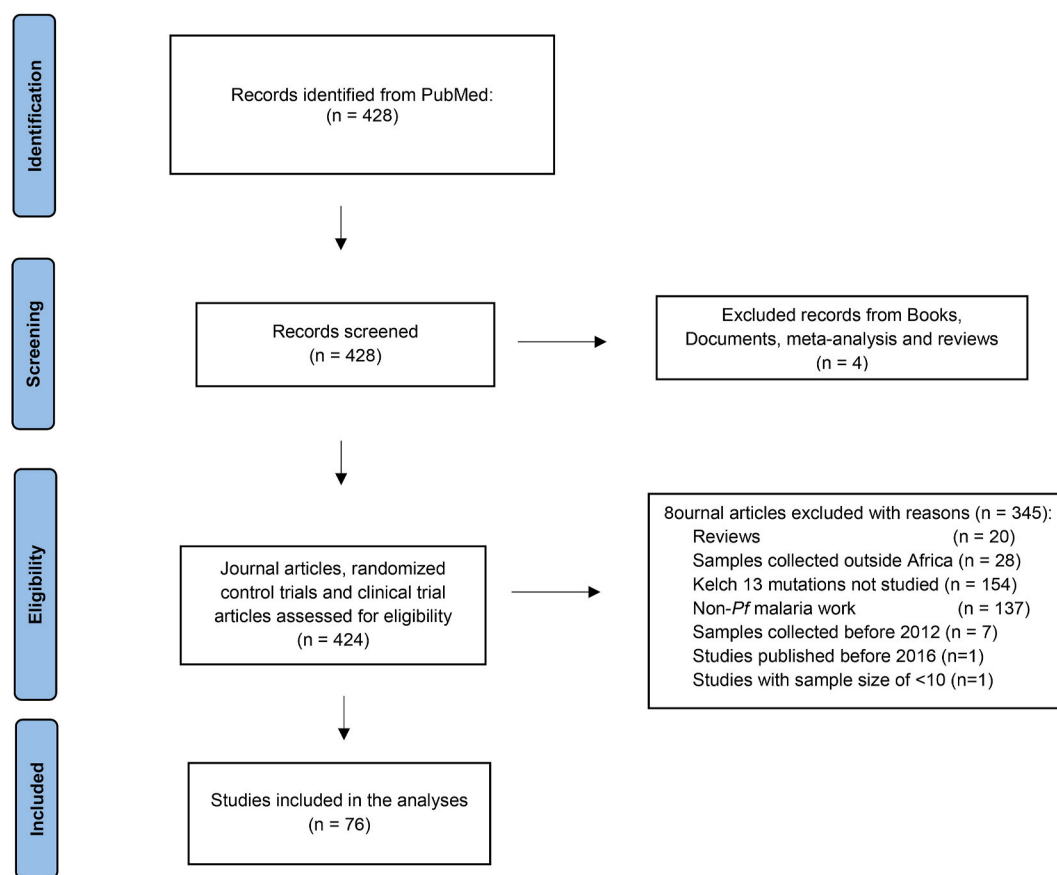 Identification
Records identified from PubMed:
(n = 428)
Screening
Records screened
(n = 428)
Excluded records from Books,
Documents, meta-analysis and reviews
(n = 4)
Eligibility
Journal articles, randomized
control trials and clinical trial
articles assessed for eligibility
(n = 424)
8ournal articles excluded with reasons (n = 345):
Reviews (n = 20)
Samples collected outside Africa (n = 28)
Kelch 13 mutations not studied (n = 154)
Non-Pf malaria work (n = 137)
Samples collected before 2012 (n = 7)
Studies published before 2016 (n=1)
Studies with sample size of <10 (n=1)
Included
Studies included in the analyses
(n = 76)